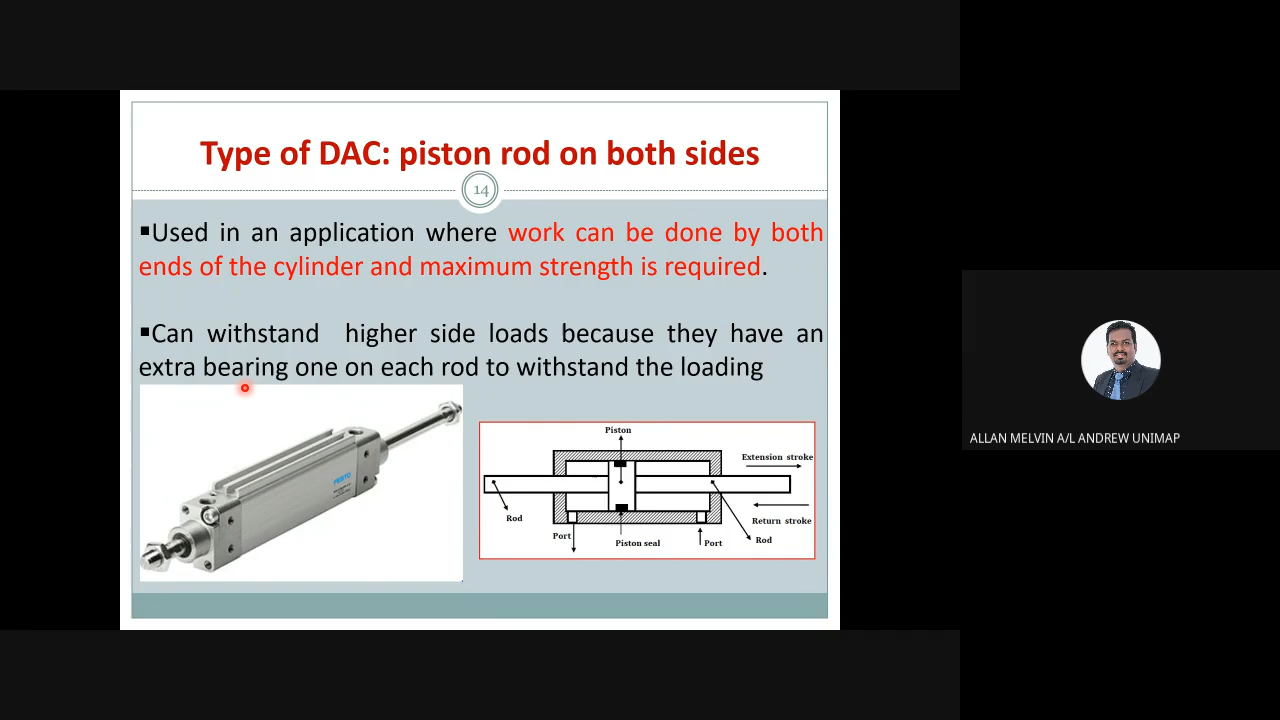 Type of DAC: piston rod on both sides
14
▪Used in an application where work can be done by both
ends of the cylinder and maximum strength is required.
▪Can withstand higher side loads because they have an
extra bearing one on each rod to withstand the loading
FESTO
Piston
Extension stroke
Rod
Return stroke
Port
Piston seal
Port
Rod
ALLAN MELVIN A/L ANDREW UNIMAP